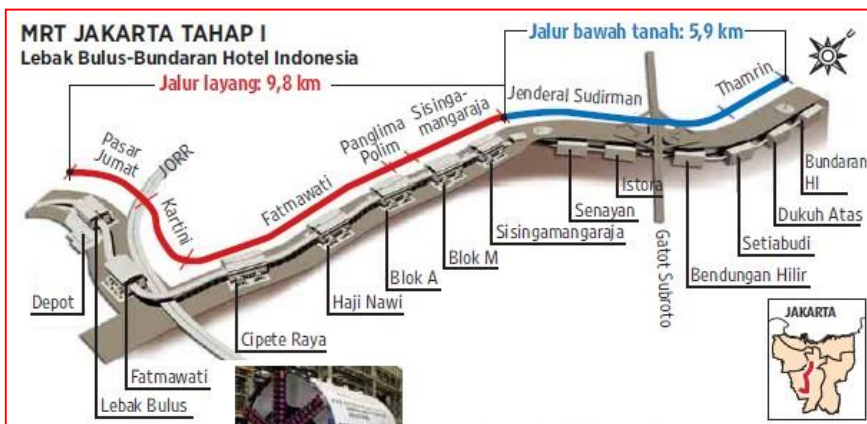 MRT JAKARTA TAHAP I
Lebak Bulus-Bundaran Hotel Indonesia
Jalur layang: 9,8 km
Jalur bawah tanah: 5,9 km
Pasar
Jumat
JORR
Kartini
Fatmawati
Panglima
Polim
Sisinga-
mangaraja
Jenderal Sudirman
Thamrin
U
Bundaran
HI
Dukuh Atas
Setiabudi
Bendungan Hilir
Gatot Subroto
Istora
Senayan
Sisingamangaraja
Blok M
Blok A
Haji Nawi
Cipete Raya
Depot
Fatmawati
Lebak Bulus
JAKARTA